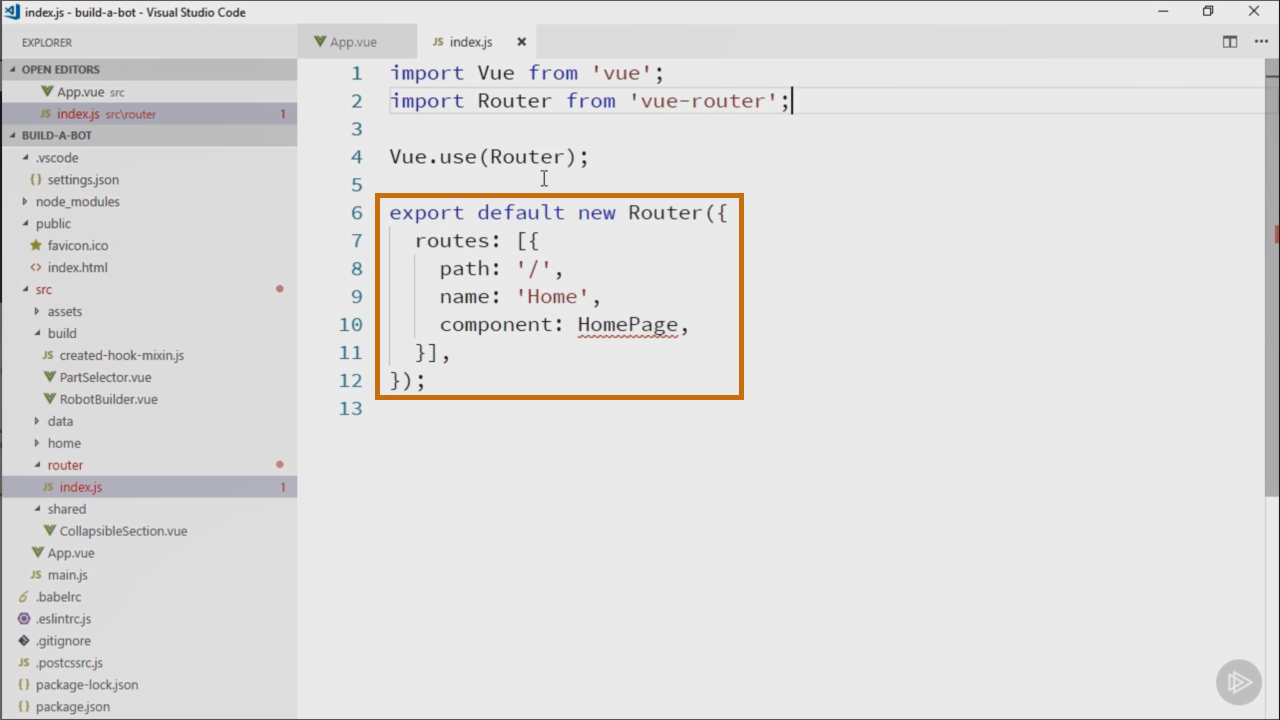 index.js - build-a-bot - Visual Studio Code
EXPLORER
OPEN EDITORS
App.vue src
index.js src\router 1
BUILD-A-BOT
.vscode
{} settings.json
node_modules
public
favicon.ico
<> index.html
src
assets
build
JS created-hook-mixin.js
PartSelector.vue
RobotBuilder.vue
data
home
router
JS index.js 1
shared
CollapsibleSection.vue
App.vue
JS main.js
.babelrc
.eslintrc.js
.gitignore
JS .postcssrc.js
{} package-lock.json
{} package.json
App.vue
JS index.js
1 import Vue from 'vue';
2 import Router from 'vue-router';
3
4 Vue.use(Router);
5
6 export default new Router({
7 routes: [{
8 path: '/',
9 name: 'Home',
10 component: HomePage,
11 }],
12 });
13